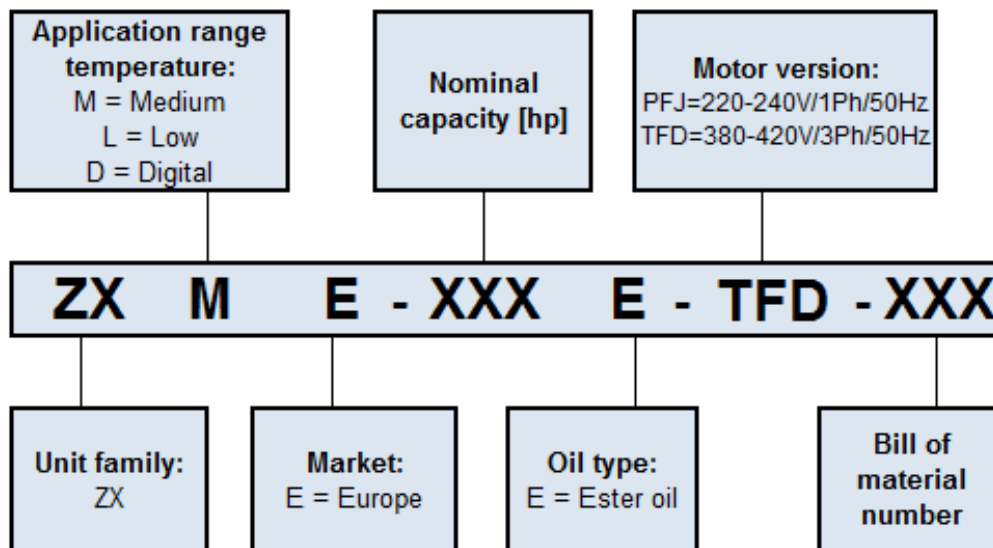 Application range
temperature:
M = Medium
L = Low
D = Digital
Nominal
capacity [hp]
Motor version:
PFJ=220-240V/1Ph/50Hz
TFD=380-420V/3Ph/50Hz
ZX M E - XXX E - TFD - XXX
Unit family:
ZX
Market:
E = Europe
Oil type:
E = Ester oil
Bill of
material
number